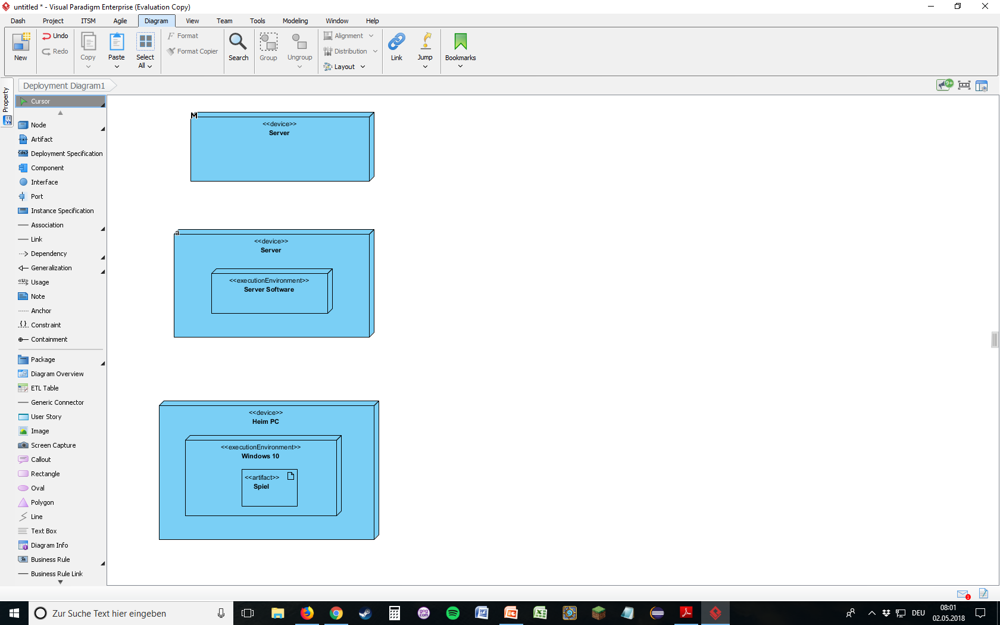 untitled * - Visual Paradigm Enterprise (Evaluation Copy)
Dash Project ITSM Agile Diagram View Team Tools Modeling Window Help
New
Undo
Redo
Copy
Paste
Select
All
Format
Format Copier
Search
Group
Ungroup
Alignment
Distribution
Layout
Link
Jump
Bookmarks
Property
Deployment Diagram1
9+
Cursor
Node
Artifact
Deployment Specification
Component
Interface
Port
Instance Specification
Association
Link
Dependency
Generalization
Usage
Note
Anchor
Constraint
Containment
Package
Diagram Overview
ETL Table
Generic Connector
User Story
Image
Screen Capture
Callout
Rectangle
Oval
Polygon
Line
Text Box
Diagram Info
Business Rule
Business Rule Link
M
<<device>>
Server
a
<<device>>
Server
<<executionEnvironment>>
Server Software
<<device>>
Heim PC
<<executionEnvironment>>
Windows 10
<<artifact>>
Spiel
1
Zur Suche Text hier eingeben
DEU
08:01
02.05.2018